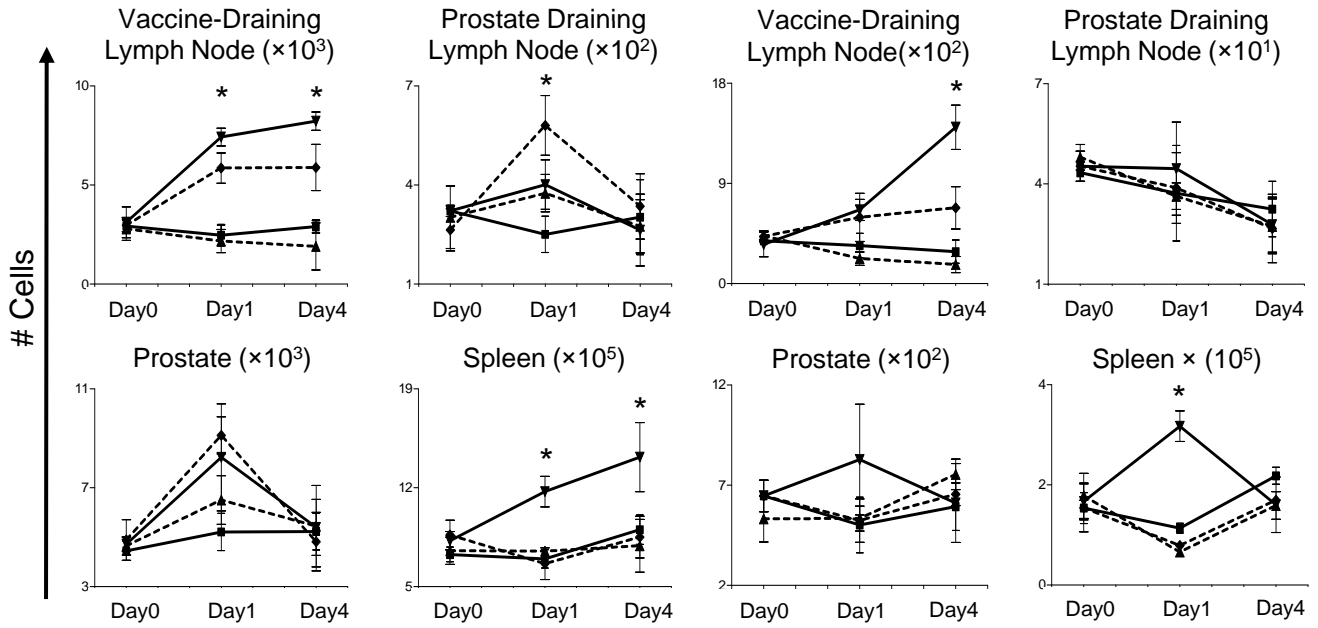 Vaccine-Draining
Lymph Node (×10³)
10
5
0
* *
Day0 Day1 Day4
Prostate Draining
Lymph Node (×10²)
7
4
1
*
Day0 Day1 Day4
Vaccine-Draining
Lymph Node(×10²)
18
9
0
*
Day0 Day1 Day4
Prostate Draining
Lymph Node (×10¹)
7
4
1
Day0 Day1 Day4
# Cells
Prostate (×10³)
11
7
3
Day0 Day1 Day4
Spleen (×10⁵)
19
12
5
* *
Day0 Day1 Day4
Prostate (×10²)
12
7
2
Day0 Day1 Day4
Spleen × (10⁵)
4
2
0
*
Day0 Day1 Day4